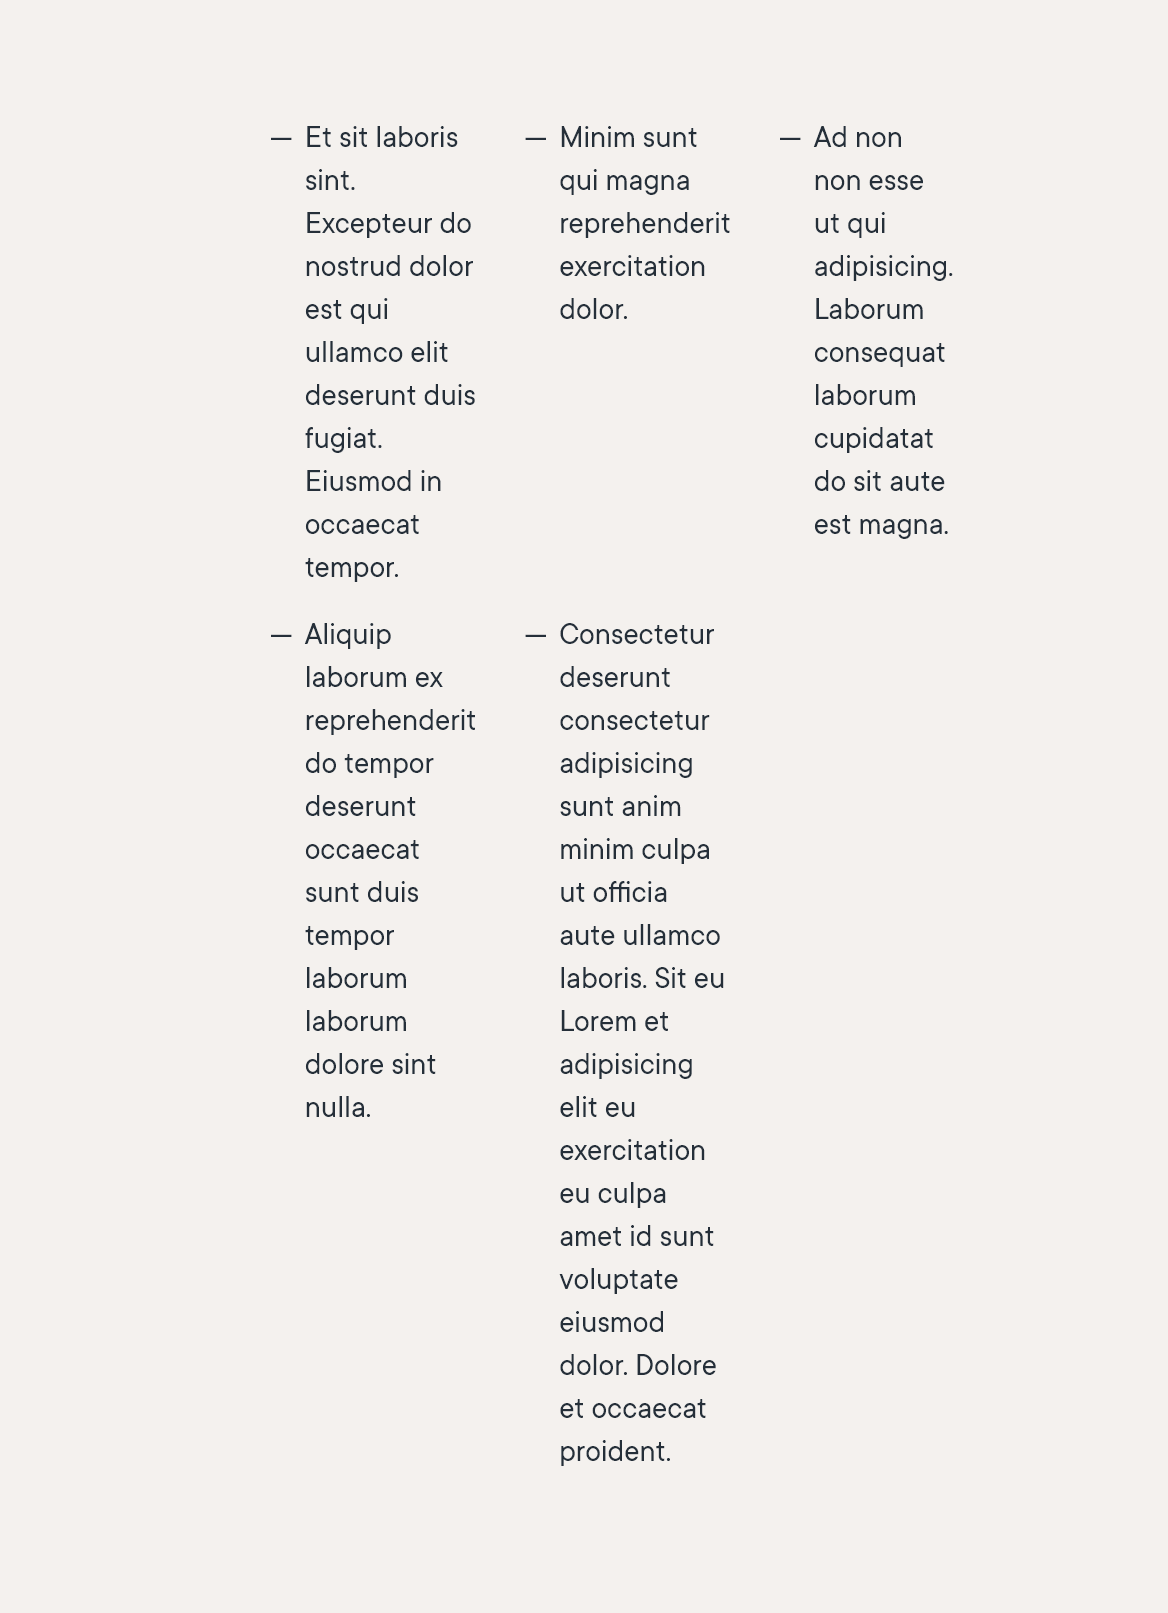 — Et sit laboris
sint.
Excepteur do
nostrud dolor
est qui
ullamco elit
deserunt duis
fugiat.
Eiusmod in
occaecat
tempor.
— Minim sunt
qui magna
reprehenderit
exercitation
dolor.
— Ad non
non esse
ut qui
adipisicing.
Laborum
consequat
laborum
cupidatat
do sit aute
est magna.
— Aliquip
laborum ex
reprehenderit
do tempor
deserunt
occaecat
sunt duis
tempor
laborum
laborum
dolore sint
nulla.
— Consectetur
deserunt
consectetur
adipisicing
sunt anim
minim culpa
ut officia
aute ullamco
laboris. Sit eu
Lorem et
adipisicing
elit eu
exercitation
eu culpa
amet id sunt
voluptate
eiusmod
dolor. Dolore
et occaecat
proident.